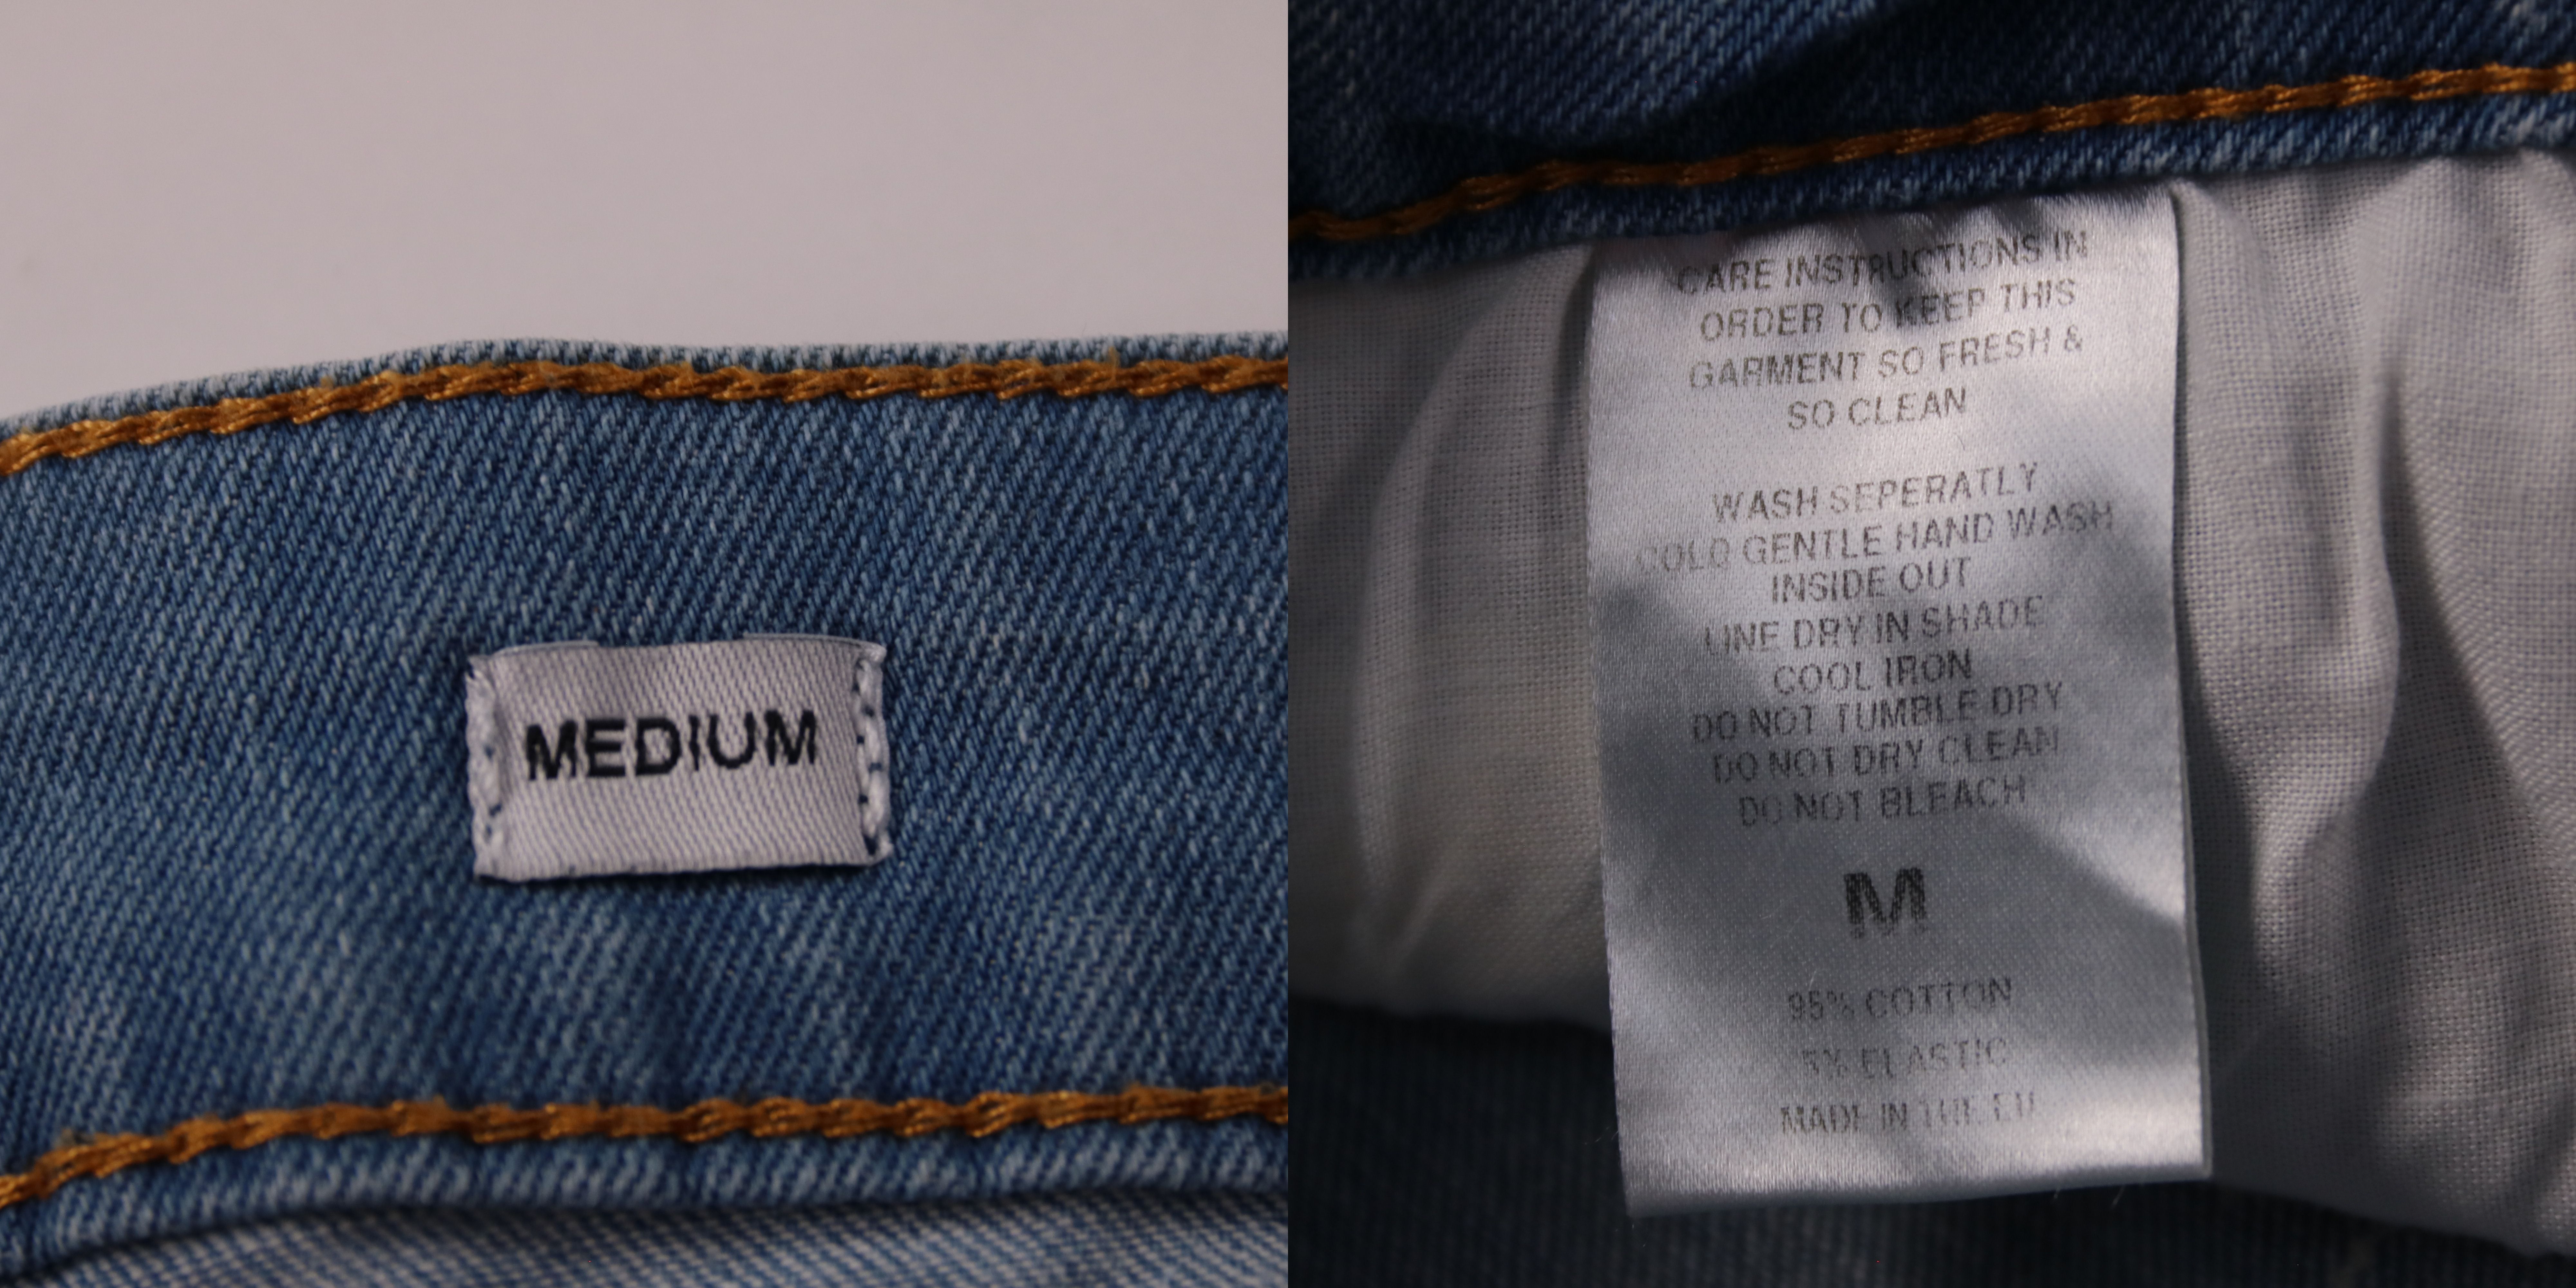 MEDIUM
CARE INSTRUCTIONS IN
ORDER TO KEEP THIS
GARMENT SO FRESH &
SO CLEAN
WASH SEPERATLY
COLD GENTLE HAND WASH
INSIDE OUT
LINE DRY IN SHADE
COOL IRON
DO NOT TUMBLE DRY
DO NOT DRY CLEAN
DO NOT BLEACH
M
95% COTTON
5% ELASTIC
MADE IN THE EU